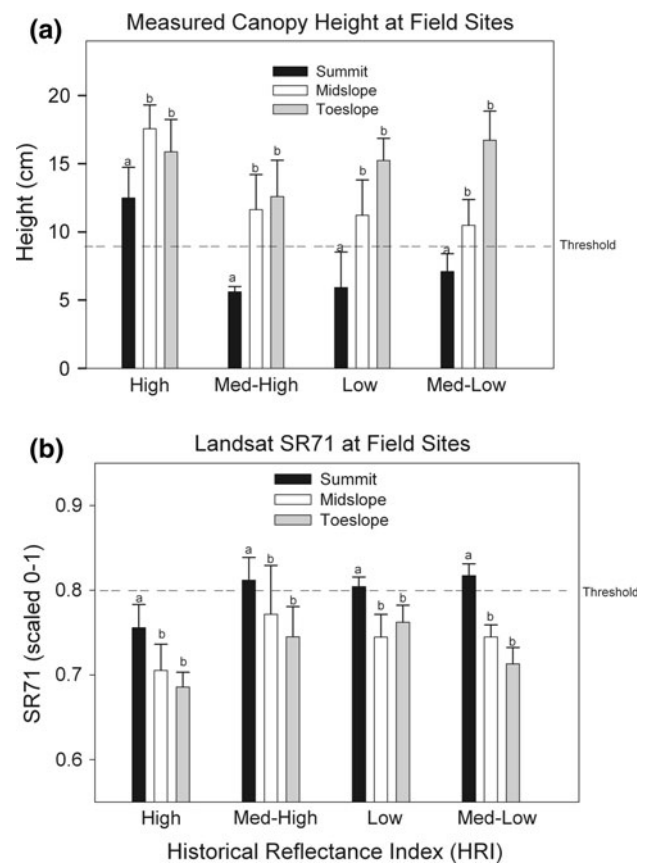 (a) Measured Canopy Height at Field Sites
Summit
Midslope
Toeslope
Height (cm)
20
15
10
5
0
a b b
a b b
a b b
a b b
Threshold
High Med-High Low Med-Low
(b) Landsat SR71 at Field Sites
Summit
Midslope
Toeslope
SR71 (scaled 0-1)
0.9
0.8
0.7
0.6
a b b
a b b
a b b
a b b
Threshold
High Med-High Low Med-Low
Historical Reflectance Index (HRI)